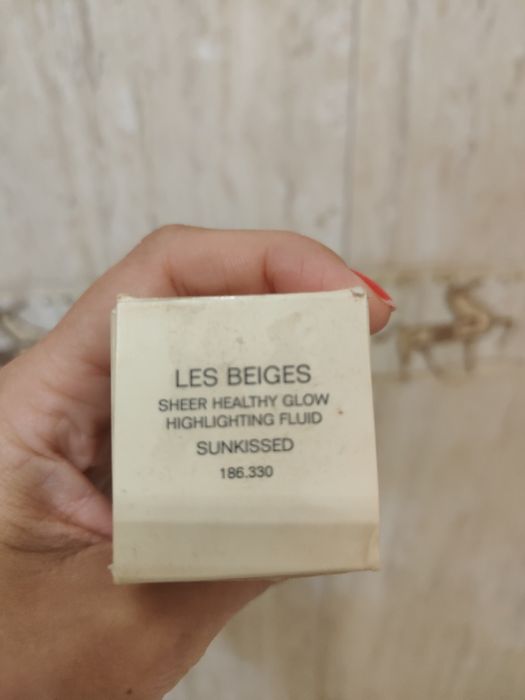 LES BEIGES
SHEER HEALTHY GLOW
HIGHLIGHTING FLUID
SUNKISSED
186.330